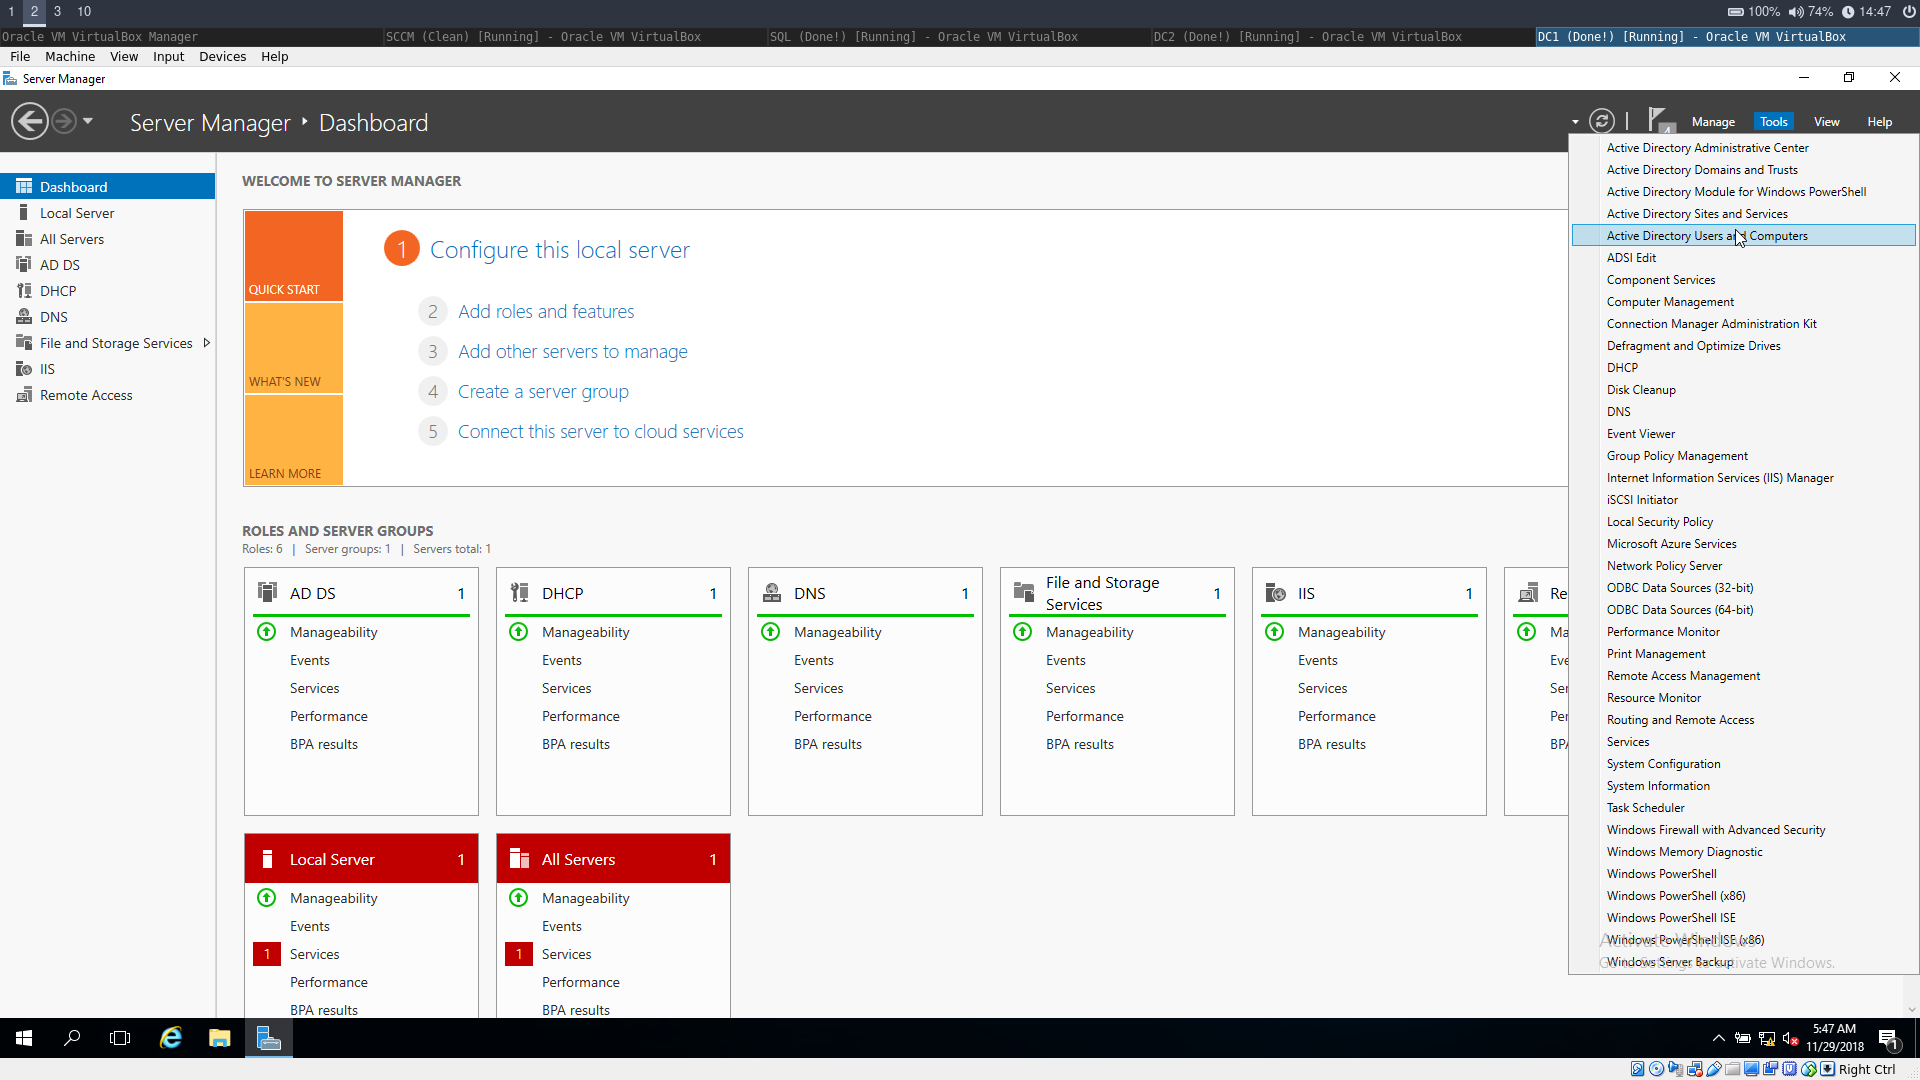 1 2 3 10
100% 74% 14:47
Oracle VM VirtualBox Manager
SCCM (Clean) [Running] - Oracle VM VirtualBox
SQL (Done!) [Running] - Oracle VM VirtualBox
DC2 (Done!) [Running] - Oracle VM VirtualBox
DC1 (Done!) [Running] - Oracle VM VirtualBox
File Machine View Input Devices Help
Server Manager
Server Manager ‣ Dashboard
4
Manage Tools View Help
Dashboard
Local Server
All Servers
AD DS
DHCP
DNS
File and Storage Services
IIS
Remote Access
WELCOME TO SERVER MANAGER
QUICK START
WHAT'S NEW
LEARN MORE
1 Configure this local server
2 Add roles and features
3 Add other servers to manage
4 Create a server group
5 Connect this server to cloud services
ROLES AND SERVER GROUPS
Roles: 6 | Server groups: 1 | Servers total: 1
AD DS 1
Manageability
Events
Services
Performance
BPA results
DHCP 1
Manageability
Events
Services
Performance
BPA results
DNS 1
Manageability
Events
Services
Performance
BPA results
File and Storage
Services 1
Manageability
Events
Services
Performance
BPA results
IIS 1
Manageability
Events
Services
Performance
BPA results
Re
Ma
Eve
Ser
Per
BPA
Local Server 1
Manageability
Events
1 Services
Performance
BPA results
All Servers 1
Manageability
Events
1 Services
Performance
BPA results
Active Directory Administrative Center
Active Directory Domains and Trusts
Active Directory Module for Windows PowerShell
Active Directory Sites and Services
Active Directory Users and Computers
ADSI Edit
Component Services
Computer Management
Connection Manager Administration Kit
Defragment and Optimize Drives
DHCP
Disk Cleanup
DNS
Event Viewer
Group Policy Management
Internet Information Services (IIS) Manager
iSCSI Initiator
Local Security Policy
Microsoft Azure Services
Network Policy Server
ODBC Data Sources (32-bit)
ODBC Data Sources (64-bit)
Performance Monitor
Print Management
Remote Access Management
Resource Monitor
Routing and Remote Access
Services
System Configuration
System Information
Task Scheduler
Windows Firewall with Advanced Security
Windows Memory Diagnostic
Windows PowerShell
Windows PowerShell (x86)
Windows PowerShell ISE
Windows PowerShell ISE (x86)
Windows Server Backup
Activate Windows
Go to Settings to activate Windows.
5:47 AM
11/29/2018
1
Right Ctrl